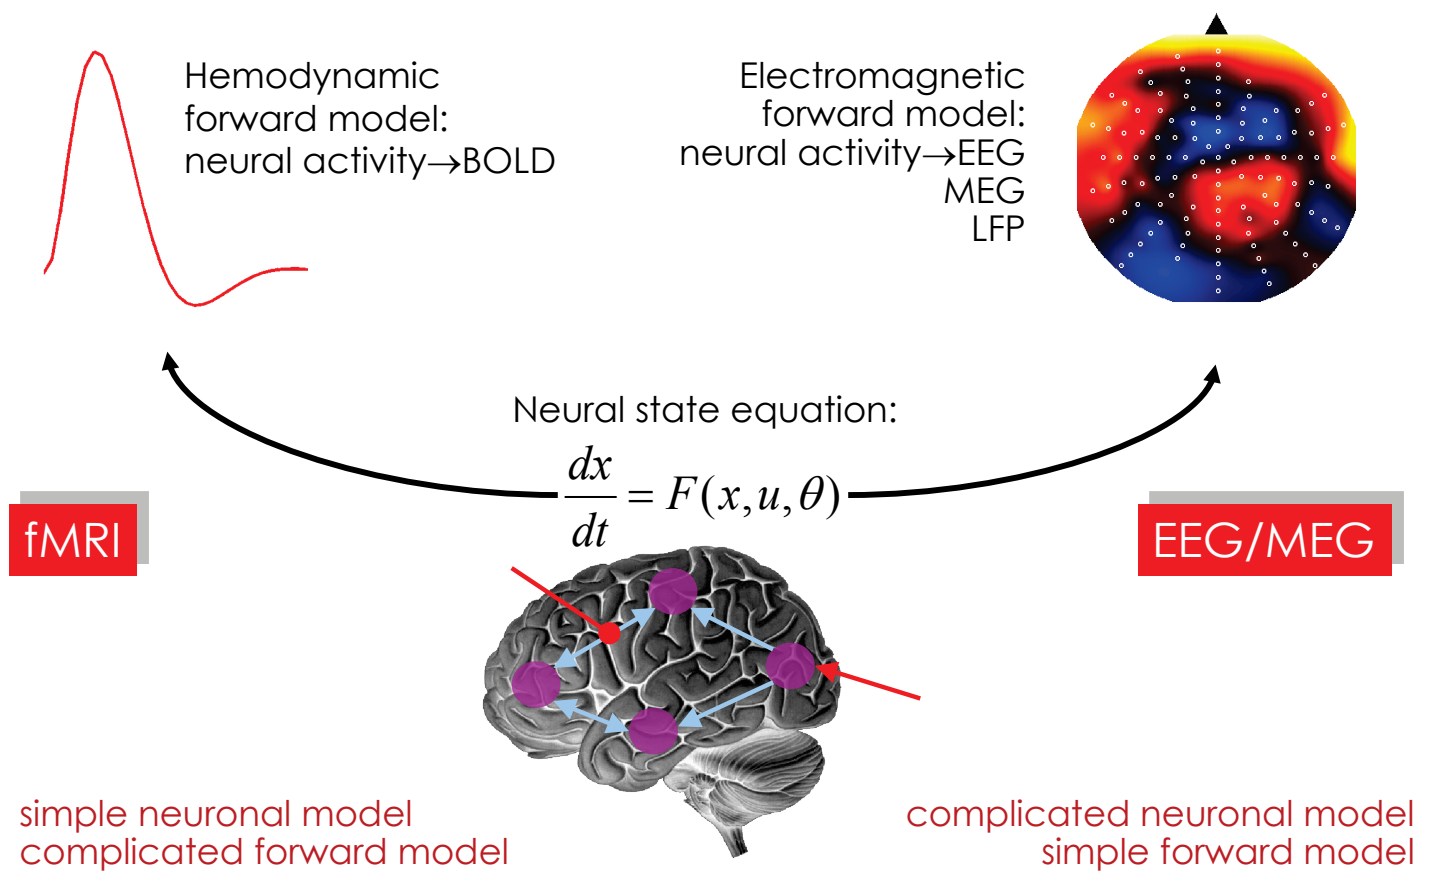 Hemodynamic
forward model:
neural activity→BOLD
Electromagnetic
forward model:
neural activity→EEG
MEG
LFP
Neural state equation:
dx/dt = F(x,u,θ)
fMRI
EEG/MEG
simple neuronal model
complicated forward model
complicated neuronal model
simple forward model